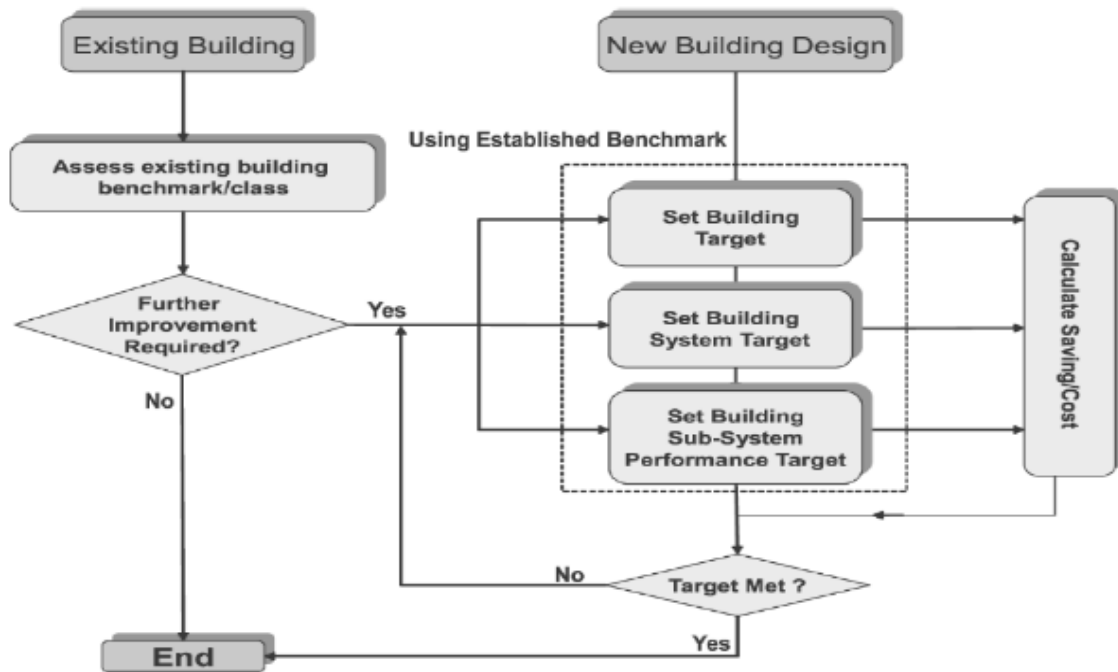 Existing Building
New Building Design
Using Established Benchmark
Assess existing building
benchmark/class
Set Building
Target
Calculate Saving/Cost
Further
Improvement
Required?
Yes
Set Building
System Target
No
Set Building
Sub-System
Performance Target
No
Target Met ?
Yes
End